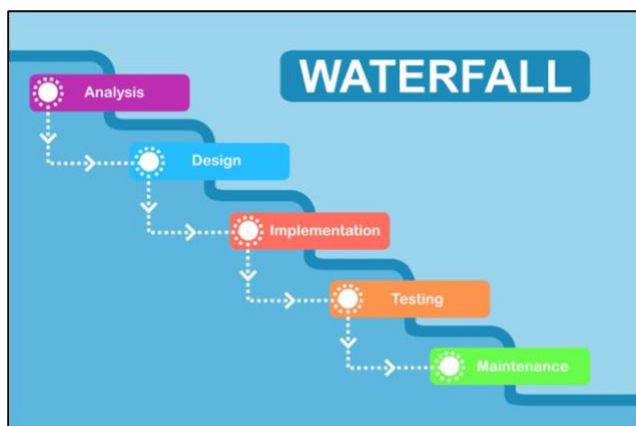 WATERFALL
Analysis
Design
Implementation
Testing
Maintenance